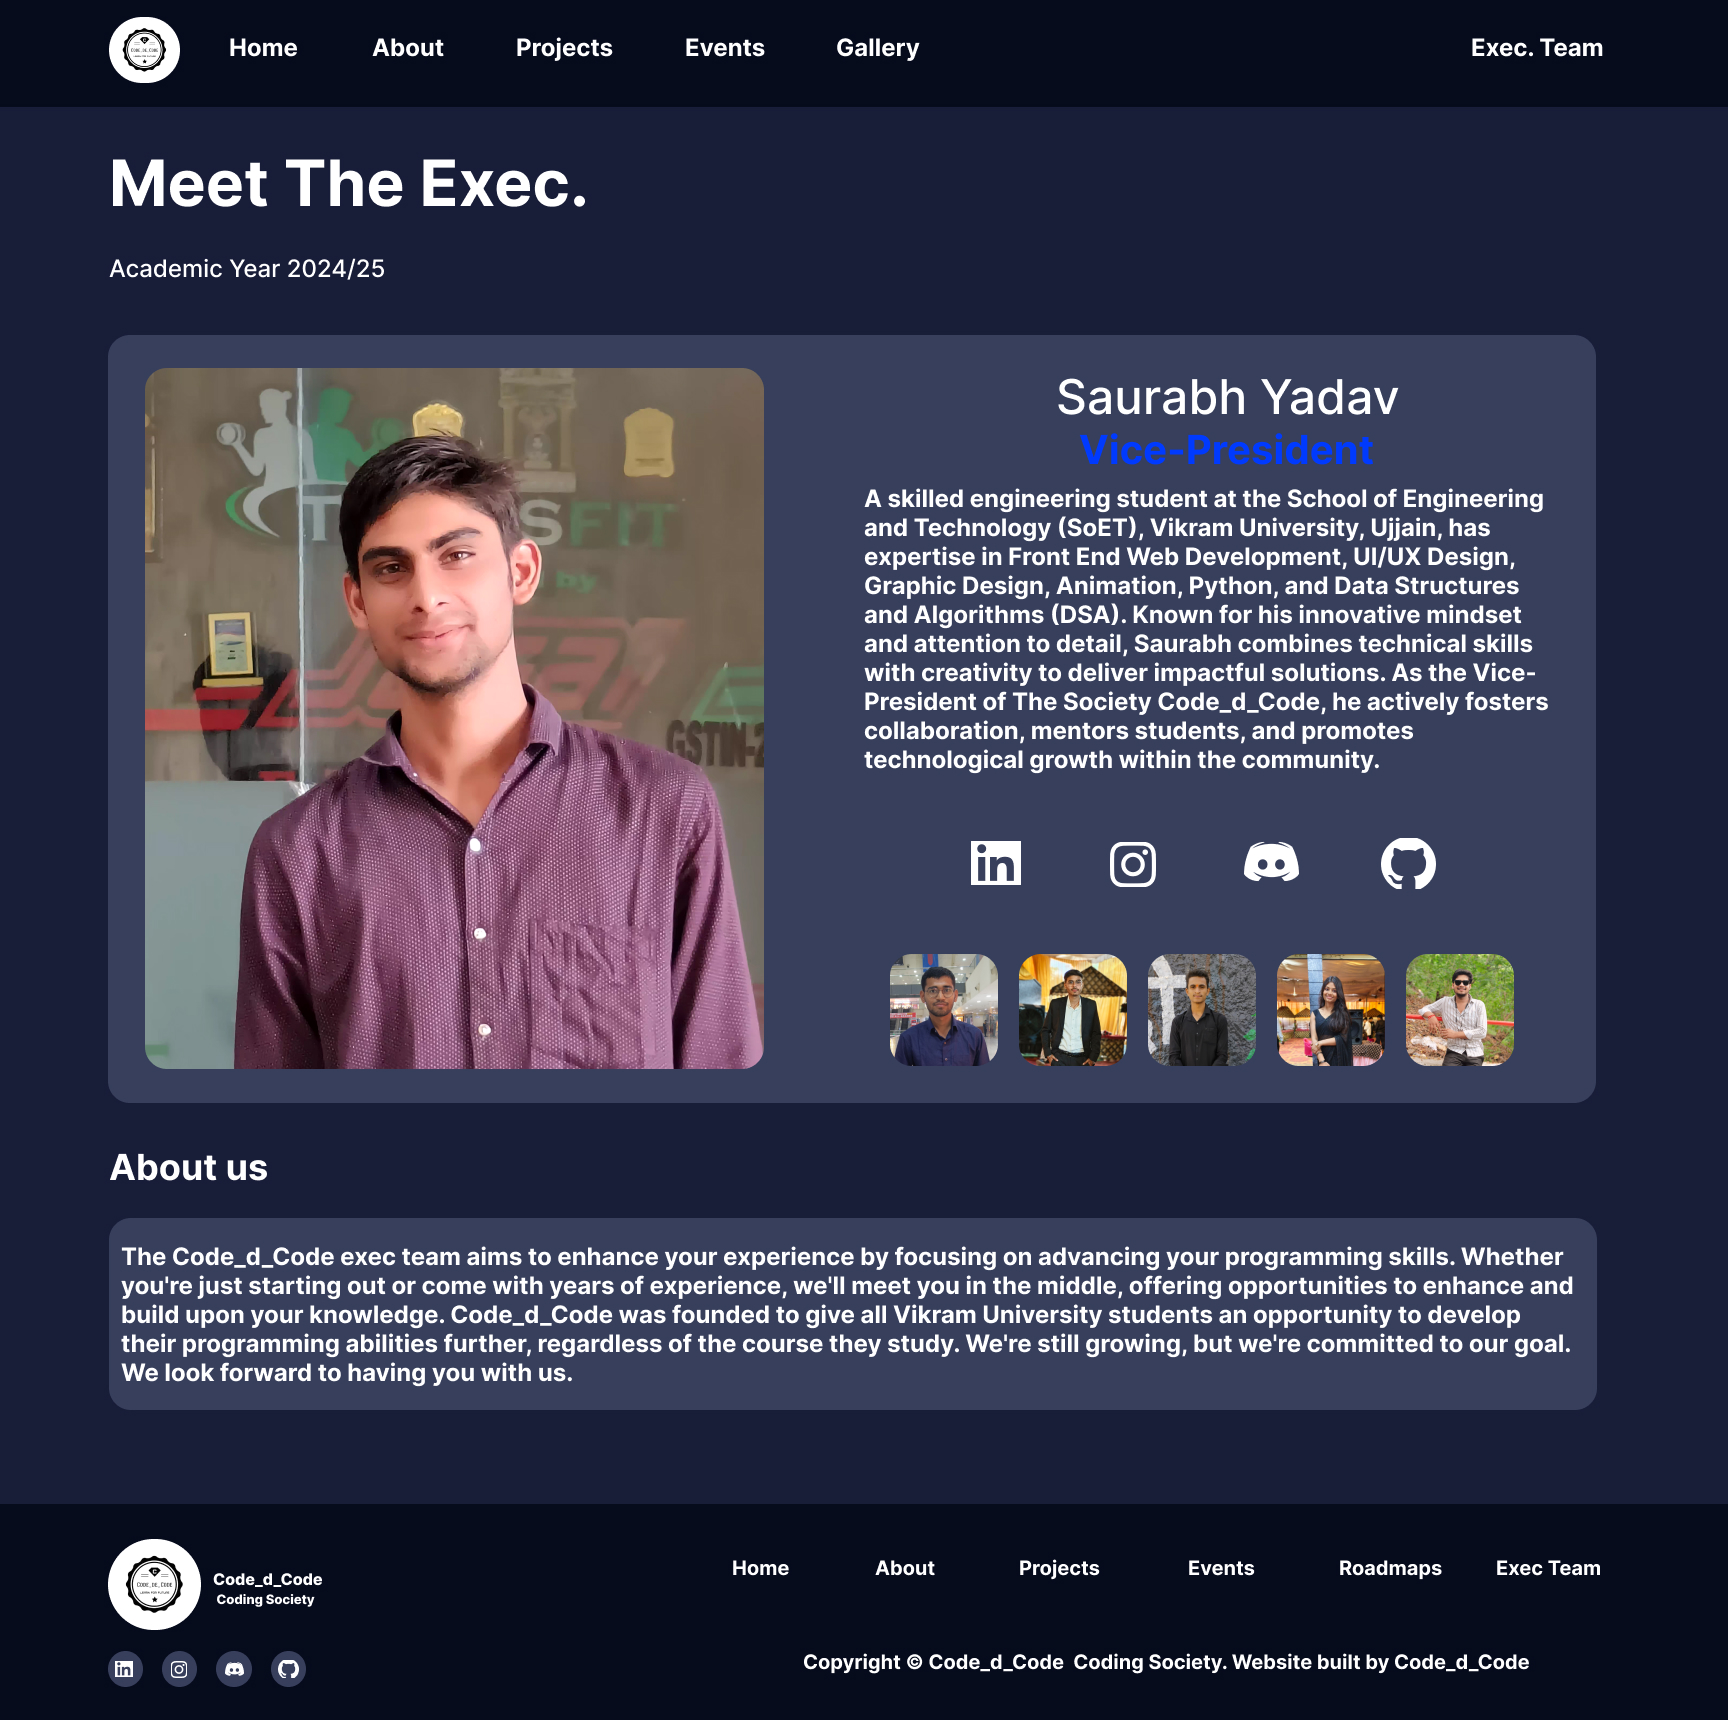 Home About Projects Events Gallery Exec. Team
Meet The Exec.
Academic Year 2024/25
Saurabh Yadav
Vice-President
A skilled engineering student at the School of Engineering
and Technology (SoET), Vikram University, Ujjain, has
expertise in Front End Web Development, UI/UX Design,
Graphic Design, Animation, Python, and Data Structures
and Algorithms (DSA). Known for his innovative mindset
and attention to detail, Saurabh combines technical skills
with creativity to deliver impactful solutions. As the Vice-
President of The Society Code_d_Code, he actively fosters
collaboration, mentors students, and promotes
technological growth within the community.
FIT
by
GSTIN-2
in
About us
The Code_d_Code exec team aims to enhance your experience by focusing on advancing your programming skills. Whether
you're just starting out or come with years of experience, we'll meet you in the middle, offering opportunities to enhance and
build upon your knowledge. Code_d_Code was founded to give all Vikram University students an opportunity to develop
their programming abilities further, regardless of the course they study. We're still growing, but we're committed to our goal.
We look forward to having you with us.
CODE_DE_CODE
Code_d_Code
Coding Society
Home About Projects Events Roadmaps Exec Team
in
Copyright © Code_d_Code Coding Society. Website built by Code_d_Code